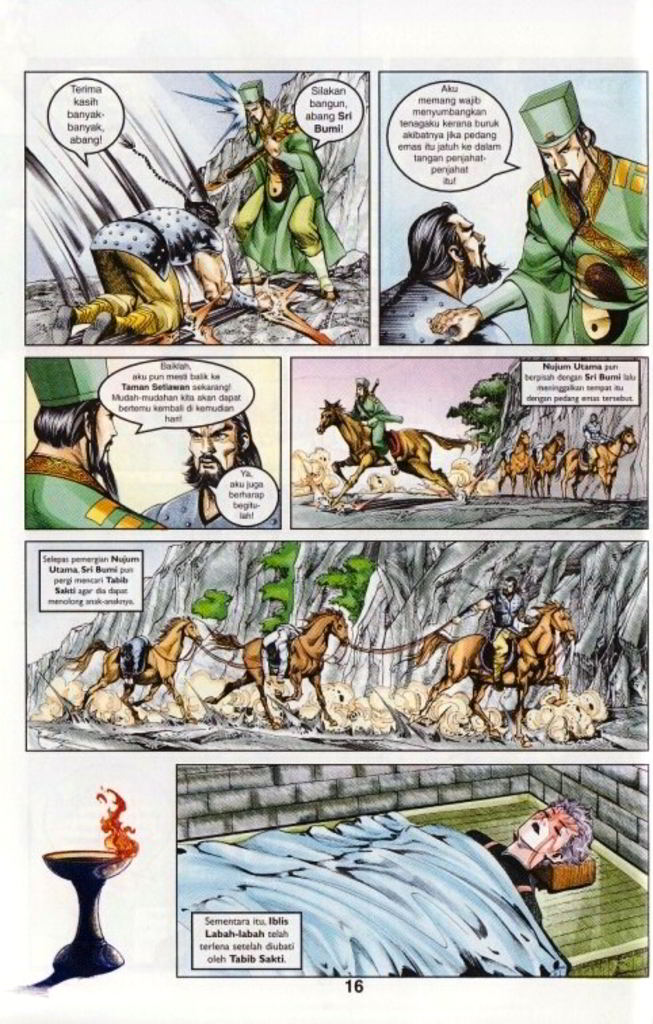 Terima
kasih
banyak-
banyak,
abang!
Silakan
bangun,
abang Sri
Bumi!
Aku
memang wajib
menyumbangkan
tenagaku kerana buruk
akibatnya jika pedang
emas itu jatuh ke dalam
tangan penjahat-
penjahat
itu!
Baiklah,
aku pun mesti balik ke
Taman Setiawan sekarang!
Mudah-mudahan kita akan dapat
bertemu kembali di kemudian
hari!
Ya,
aku juga
berharap
begitu-
lah!
Nujum Utama pun
berpisah dengan Sri Bumi lalu
meninggalkan tempat itu
dengan pedang emas tersebut.
Selepas pemergian Nujum
Utama, Sri Bumi pun
pergi mencari Tabib
Sakti agar dia dapat
menolong anak-anaknya.
Sementara itu, Iblis
Labah-labah telah
terlena setelah diubati
oleh Tabib Sakti.
16